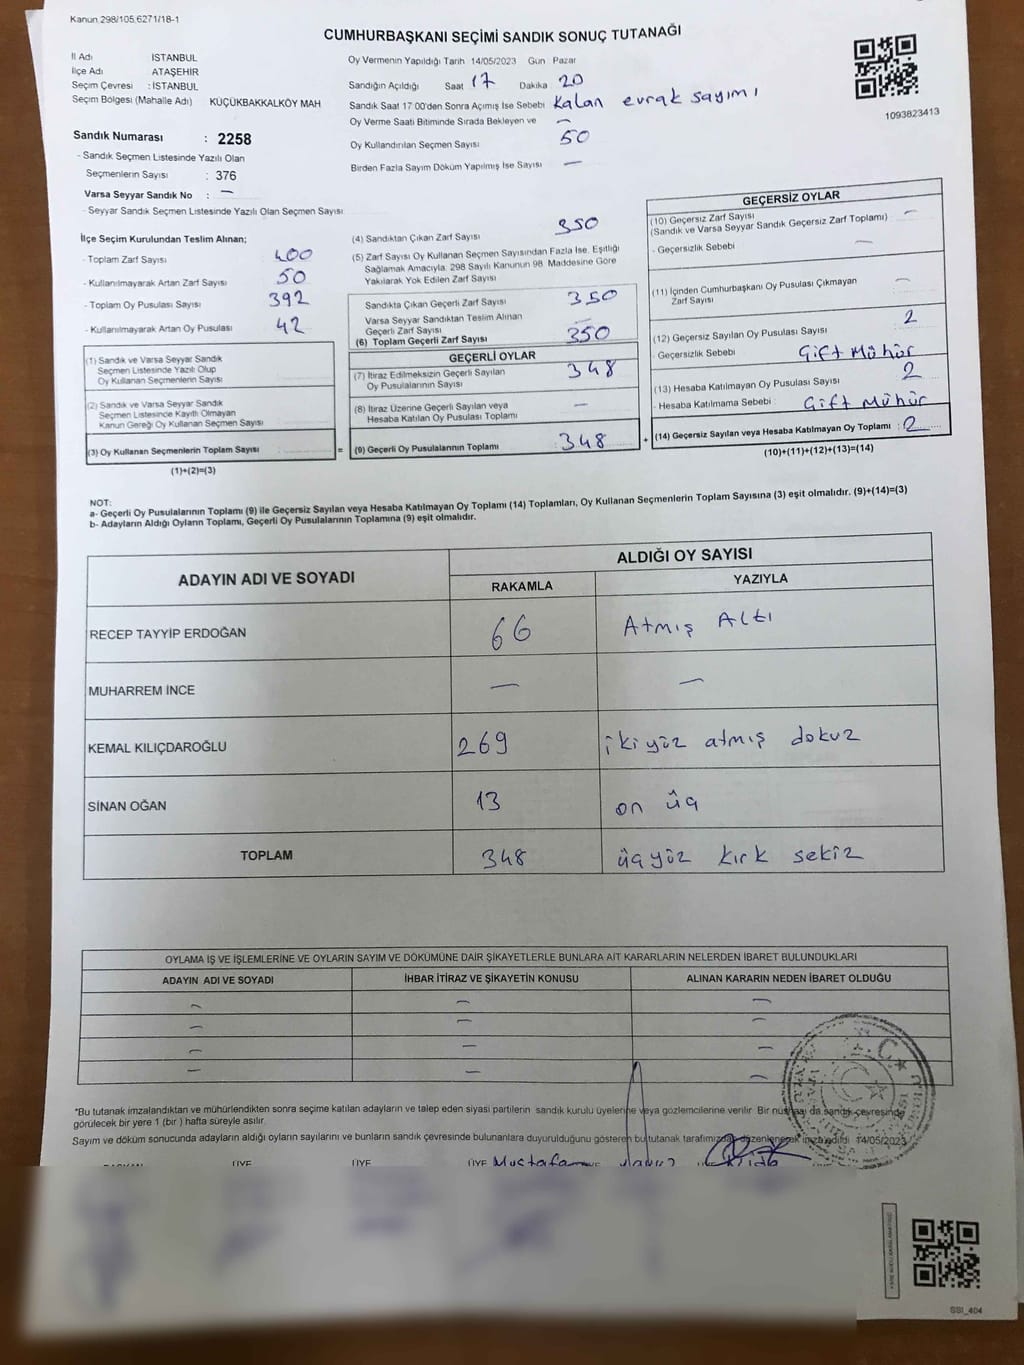 Kanun 298/105,6271/18-1
CUMHURBAŞKANI SEÇİMİ SANDIK SONUÇ TUTANAĞI
İl Adı İSTANBUL
İlçe Adı ATAŞEHİR
Seçim Çevresi : İSTANBUL
Seçim Bölgesi (Mahalle Adı) KÜÇÜKBAKKALKÖY MAH
Oy Vermenin Yapıldığı Tarih 14/05/2023 Gün Pazar
Sandığın Açıldığı Saat 17 Dakika 20
Sandık Saat 17:00'den Sonra Açımış İse Sebebi Kalan evrak sayımı
Oy Verme Saati Bitiminde Sırada Bekleyen ve —
Oy Kullandırılan Seçmen Sayısı 50
Birden Fazla Sayım Döküm Yapılmış İse Sayısı —
1093823413
Sandık Numarası : 2258
- Sandık Seçmen Listesinde Yazılı Olan
Seçmenlerin Sayısı : 376
Varsa Seyyar Sandık No : —
- Seyyar Sandık Seçmen Listesinde Yazılı Olan Seçmen Sayısı:
İlçe Seçim Kurulundan Teslim Alınan;
- Toplam Zarf Sayısı 400
- Kullanılmayarak Artan Zarf Sayısı 50
- Toplam Oy Pusulası Sayısı 392
- Kullanılmayarak Artan Oy Pusulası 42
(1) Sandık ve Varsa Seyyar Sandık
Seçmen Listesinde Yazılı Olup
Oy Kullanan Seçmenlerin Sayısı
(2) Sandık ve Varsa Seyyar Sandık
Seçmen Listesinde Kayıtlı Olmayan
Kanun Gereği Oy Kullanan Seçmen Sayısı
(3) Oy Kullanan Seçmenlerin Toplam Sayısı
=
(1)+(2)=(3)
(4) Sandıktan Çıkan Zarf Sayısı 350
(5) Zarf Sayısı Oy Kullanan Seçmen Sayısından Fazla İse, Eşitliği
Sağlamak Amacıyla, 298 Sayılı Kanunun 98. Maddesine Göre
Yakılarak Yok Edilen Zarf Sayısı
Sandıkta Çıkan Geçerli Zarf Sayısı 350
Varsa Seyyar Sandıktan Teslim Alınan
Geçerli Zarf Sayısı —
(6) Toplam Geçerli Zarf Sayısı 350
GEÇERLİ OYLAR
(7) İtiraz Edilmeksizin Geçerli Sayılan
Oy Pusulalarının Sayısı 348
(8) İtiraz Üzerine Geçerli Sayılan veya
Hesaba Katılan Oy Pusulası Toplamı —
(9) Geçerli Oy Pusulalarının Toplamı : 348
+
GEÇERSİZ OYLAR
(10) Geçersiz Zarf Sayısı
(Sandık ve Varsa Seyyar Sandık Geçersiz Zarf Toplamı) —
- Geçersizlik Sebebi —
(11) İçinden Cumhurbaşkanı Oy Pusulası Çıkmayan
Zarf Sayısı —
(12) Geçersiz Sayılan Oy Pusulası Sayısı 2
- Geçersizlik Sebebi Çift Mühür
(13) Hesaba Katılmayan Oy Pusulası Sayısı 2
- Hesaba Katılmama Sebebi : Çift Mühür
(14) Geçersiz Sayılan veya Hesaba Katılmayan Oy Toplamı : 2
(10)+(11)+(12)+(13)=(14)
NOT:
a- Geçerli Oy Pusulalarının Toplamı (9) ile Geçersiz Sayılan veya Hesaba Katılmayan Oy Toplamı (14) Toplamları, Oy Kullanan Seçmenlerin Toplam Sayısına (3) eşit olmalıdır. (9)+(14)=(3)
b- Adayların Aldığı Oyların Toplamı, Geçerli Oy Pusulalarının Toplamına (9) eşit olmalıdır.
ADAYIN ADI VE SOYADI ALDIĞI OY SAYISI
RAKAMLA YAZIYLA
RECEP TAYYİP ERDOĞAN 66 Atmış Altı
MUHARREM İNCE — —
KEMAL KILIÇDAROĞLU 269 iki yüz atmış dokuz
SİNAN OĞAN 13 on üç
TOPLAM 348 üçyüz kırk sekiz
OYLAMA İŞ VE İŞLEMLERİNE VE OYLARIN SAYIM VE DÖKÜMÜNE DAİR ŞİKAYETLERLE BUNLARA AİT KARARLARIN NELERDEN İBARET BULUNDUKLARI
ADAYIN ADI VE SOYADI İHBAR İTİRAZ VE ŞİKAYETİN KONUSU ALINAN KARARIN NEDEN İBARET OLDUĞU
— — —
— — —
— — —
— — —
*Bu tutanak imzalandıktan ve mühürlendikten sonra seçime katılan adayların ve talep eden siyasi partilerin sandık kurulu üyelerine veya gözlemcilerine verilir. Bir nüshası da sandık çevresinde
görülecek bir yere 1 (bir) hafta süreyle asılır.
Sayım ve döküm sonucunda adayların aldığı oyların sayılarını ve bunların sandık çevresinde bulunanlara duyurulduğunu gösteren bu tutanak tarafımızdan düzenlenerek imza edildi 14/05/2023
T.C.
BAŞKAN ÜYE ÜYE ÜYE Mustafa
SSI_404